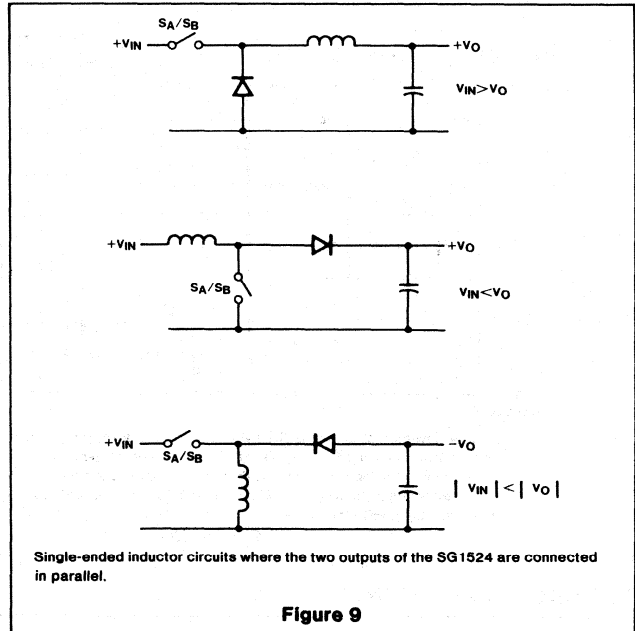 SA/SB
+VIN
+VO
VIN>VO
+VIN
+VO
SA/SB
VIN<VO
+VIN
SA/SB
-VO
| VIN | < | VO |
Single-ended inductor circuits where the two outputs of the SG1524 are connected
in parallel.
Figure 9